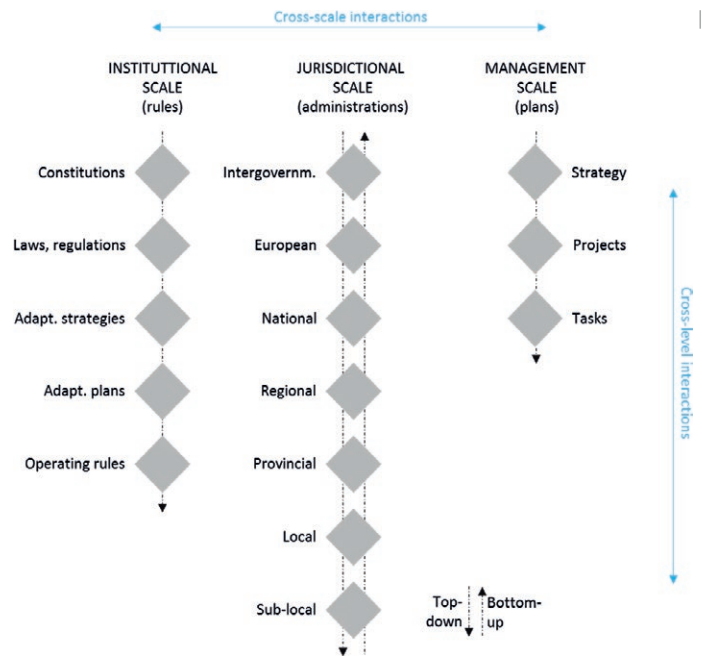 Cross-scale interactions
INSTITUTTIONAL
SCALE
(rules)
JURISDICTIONAL
SCALE
(administrations)
MANAGEMENT
SCALE
(plans)
Constitutions
Intergovernm.
Strategy
Laws, regulations
European
Projects
Adapt. strategies
National
Tasks
Adapt. plans
Regional
Operating rules
Provincial
Local
Sub-local
Cross-level interactions
Top-
down
Bottom-
up